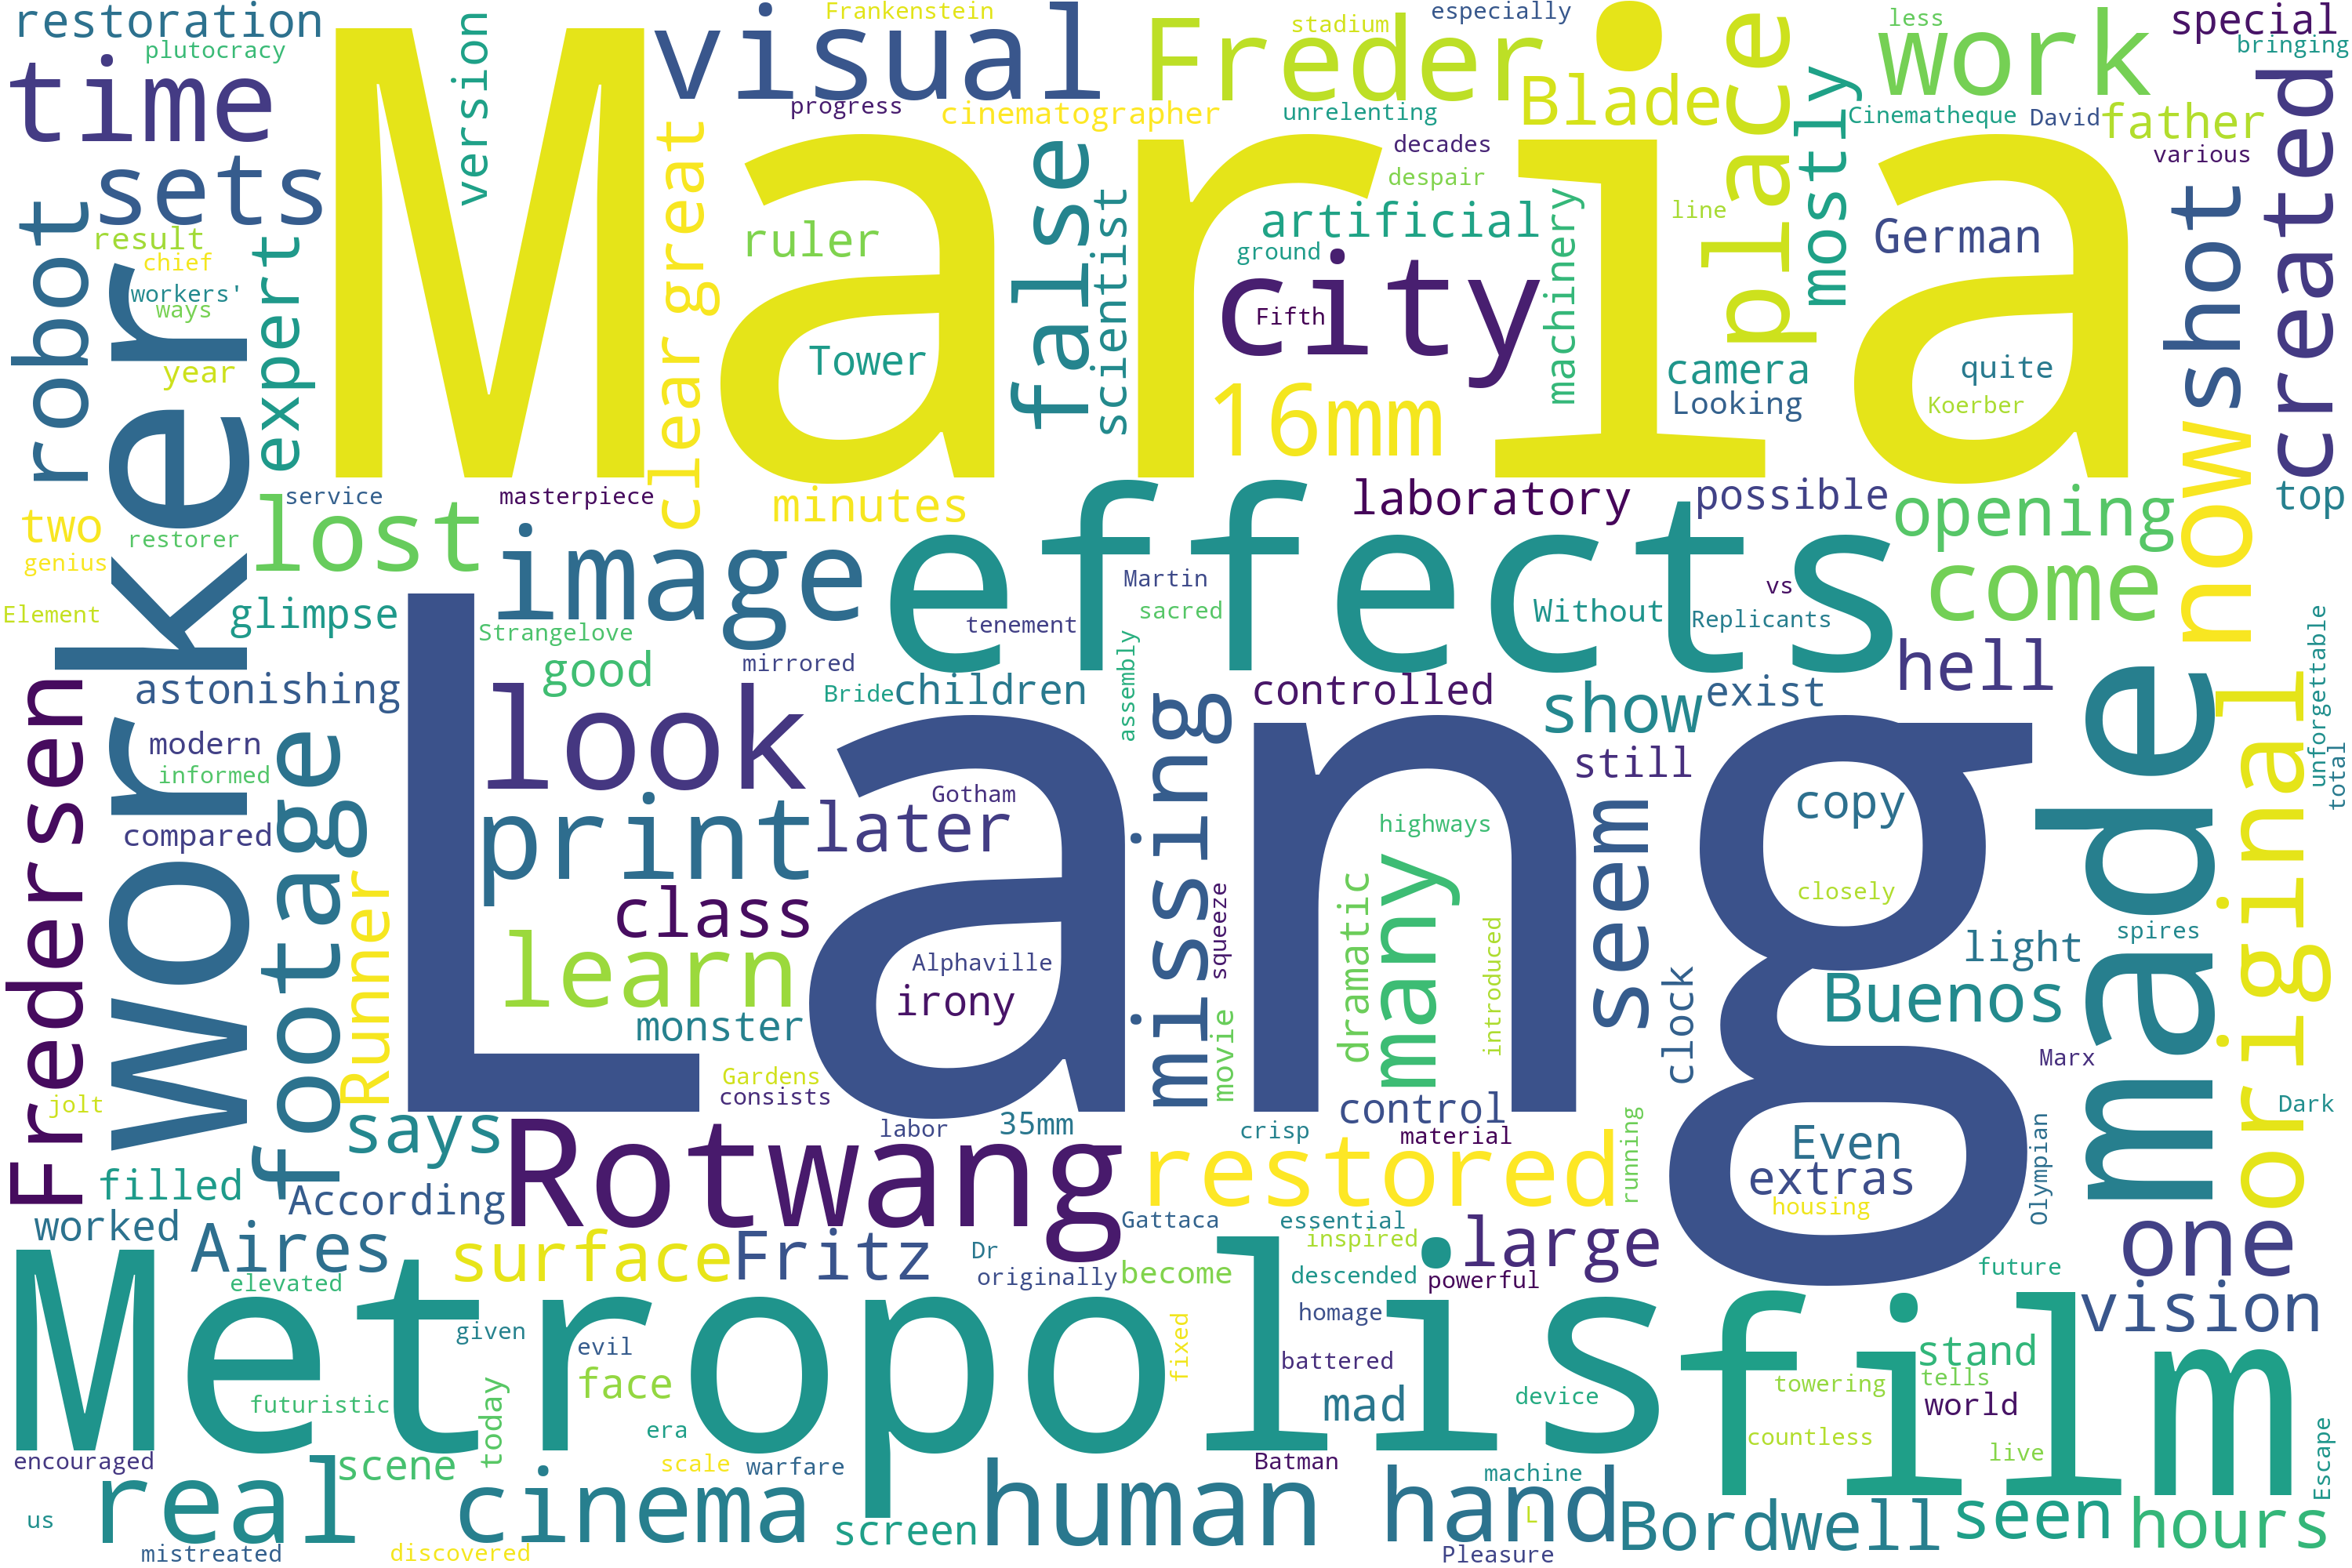 restoration
plutocracy
time
sets
version
visual
Frankenstein
progress
cinematographer
Freder
stadium
especially
unrelenting
Blade
place
mostly
work
less
special
bringing
Cinematheque
David
father
various
created
Maria
clear
great
ruler
Tower
false
scientist
artificial
ground
city
Fifth
decades
despair
16mm
machinery
line
German
camera
Looking
quite
Koerber
shot
now
robot
result
chief
workers'
ways
year
expert
worker
two
genius
restorer
Element
service
masterpiece
lost
image
minutes
effects
laboratory
possible
opening
top
come
glimpse
Strangelove
good
astonishing
mirrored
tenement
Martin
sacred
Bride
children
assembly
Without
vs
Replicants
controlled
show
exist
hell
still
unforgettable
total
modern
informed
compared
Fredersen
footage
Runner
look
print
later
Gotham
class
learn
Alphaville
irony
monster
Lang
missing
squeeze
movie
dramatic
highways
many
introduced
seem
clock
copy
closely
light
Buenos
spires
made
original
Marx
Dark
jolt
says
Gardens
consists
labor
35mm
crisp
control
material
running
Even
extras
housing
Olympian
filled
worked
According
Aires
Rotwang
restored
surface
Fritz
Dr
originally
Gattaca
become
essential
inspired
descended
powerful
large
one
future
vision
elevated
Metropolis
given
evil
face
futuristic
today
era
scale
warfare
fixed
homage
battered
mad
device
film
stand
towering
tells
world
countless
live
Escape
encouraged
scene
real
cinema
screen
human
Batman
hand
machine
L
Bordwell
seen
hours
us
mistreated
discovered
Pleasure